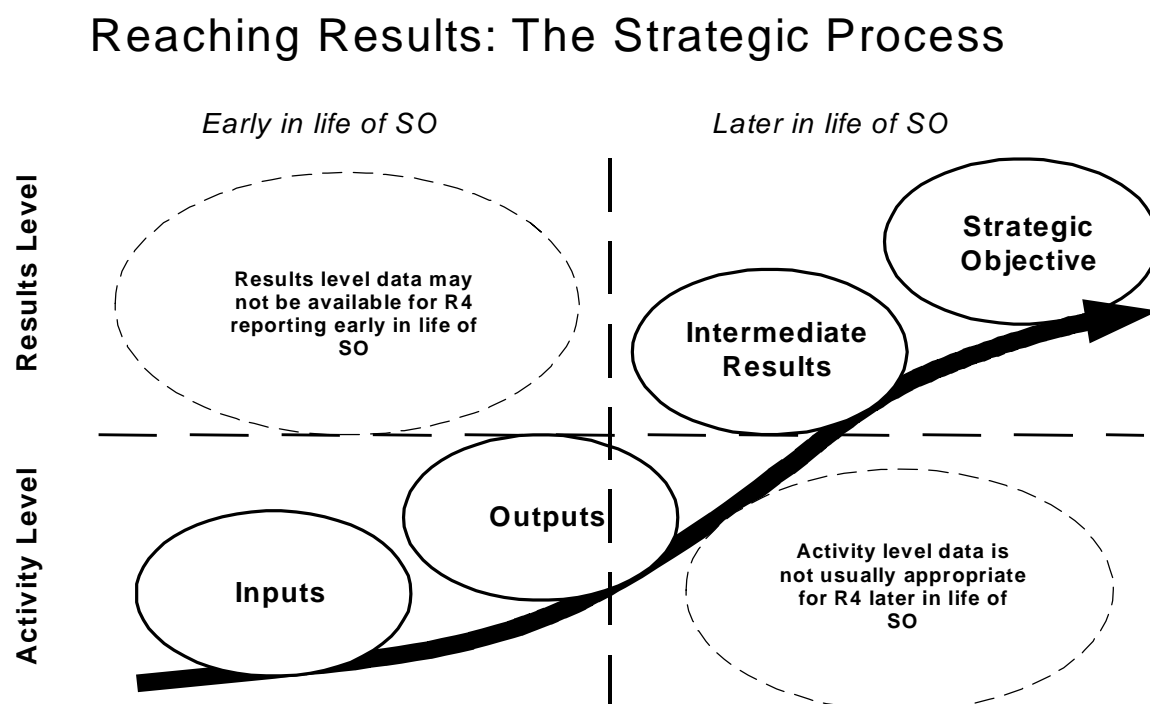 Reaching Results: The Strategic Process
Early in life of SO
Later in life of SO
Results Level
Results level data may
not be available for R4
reporting early in life of
SO
Strategic
Objective
Intermediate
Results
Activity Level
Inputs
Outputs
Activity level data is
not usually appropriate
for R4 later in life of
SO